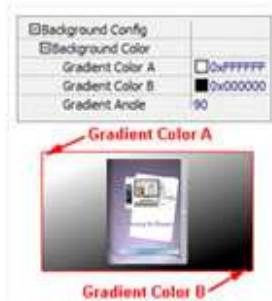 Background Config
Background Color
Gradient Color A 0xFFFFFF
Gradient Color B 0x000000
Gradient Angle 90
Gradient Color A
Gradient Color B